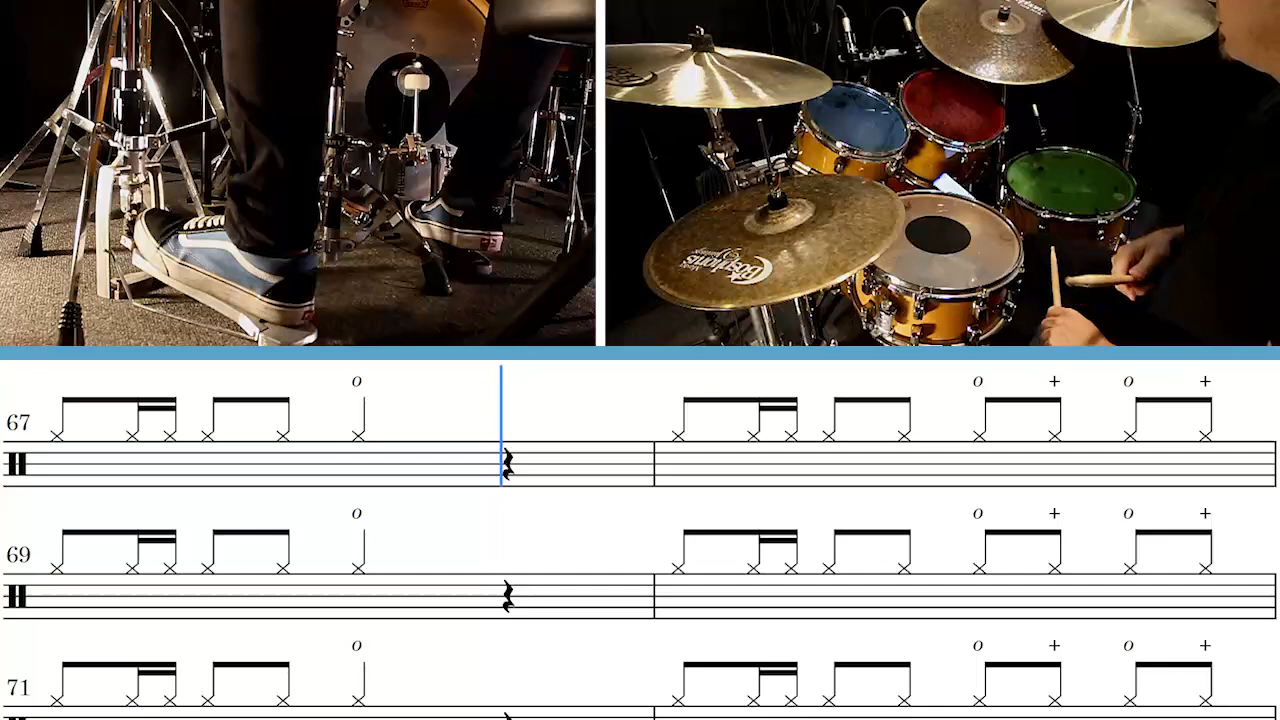 Bosphorus
67
o
o + o +
69
o
o + o +
71
o
o + o +